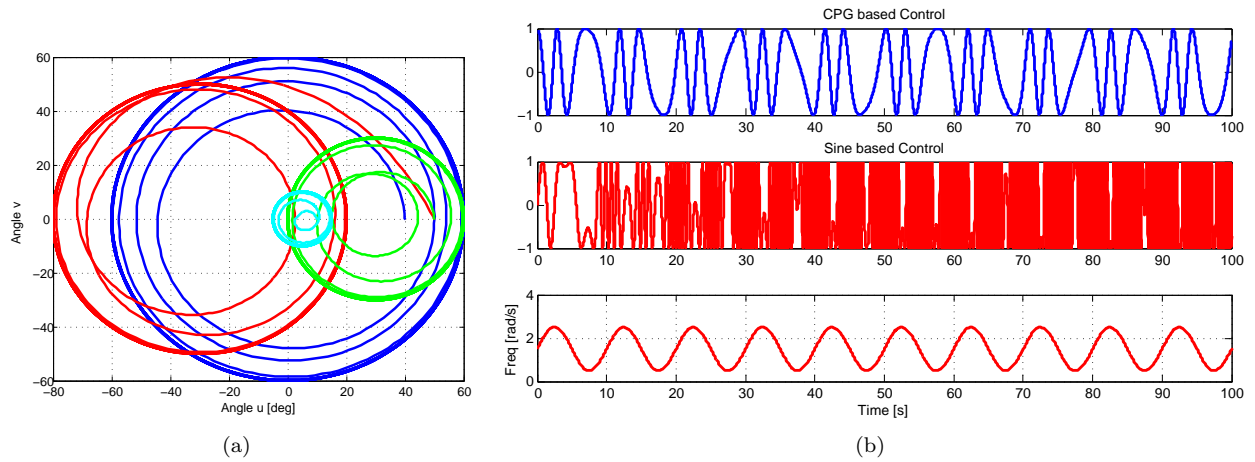 60
40
20
0
−20
−40
−60
Angle v
−80 −60 −40 −20 0 20 40 60
Angle u [deg]
(a)
CPG based Control
1
0
−1
0 10 20 30 40 50 60 70 80 90 100
Sine based Control
1
0
−1
0 10 20 30 40 50 60 70 80 90 100
4
2
0
Freq [rad/s]
0 10 20 30 40 50 60 70 80 90 100
Time [s]
(b)